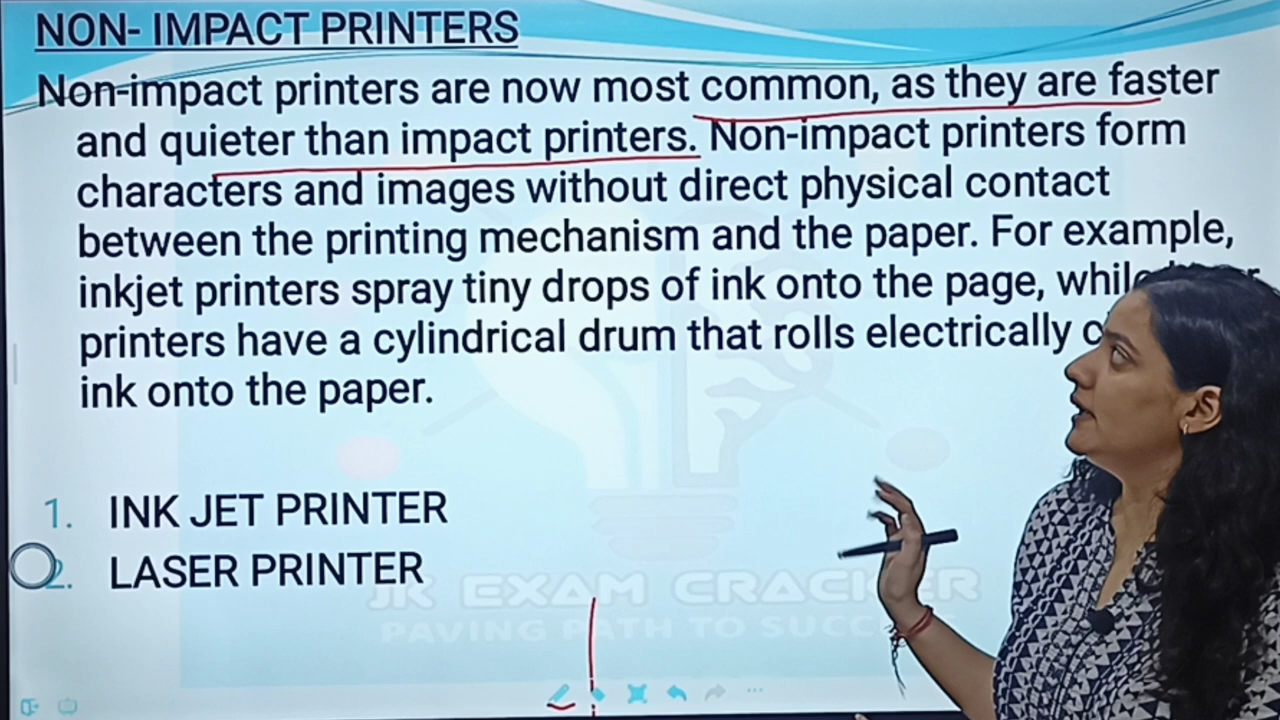 NON- IMPACT PRINTERS
Non-impact printers are now most common, as they are faster
and quieter than impact printers. Non-impact printers form
characters and images without direct physical contact
between the printing mechanism and the paper. For example,
inkjet printers spray tiny drops of ink onto the page, while
printers have a cylindrical drum that rolls electrically
ink onto the paper.
1. INK JET PRINTER
2. LASER PRINTER
JK EXAM CRACKER
PAVING PATH TO